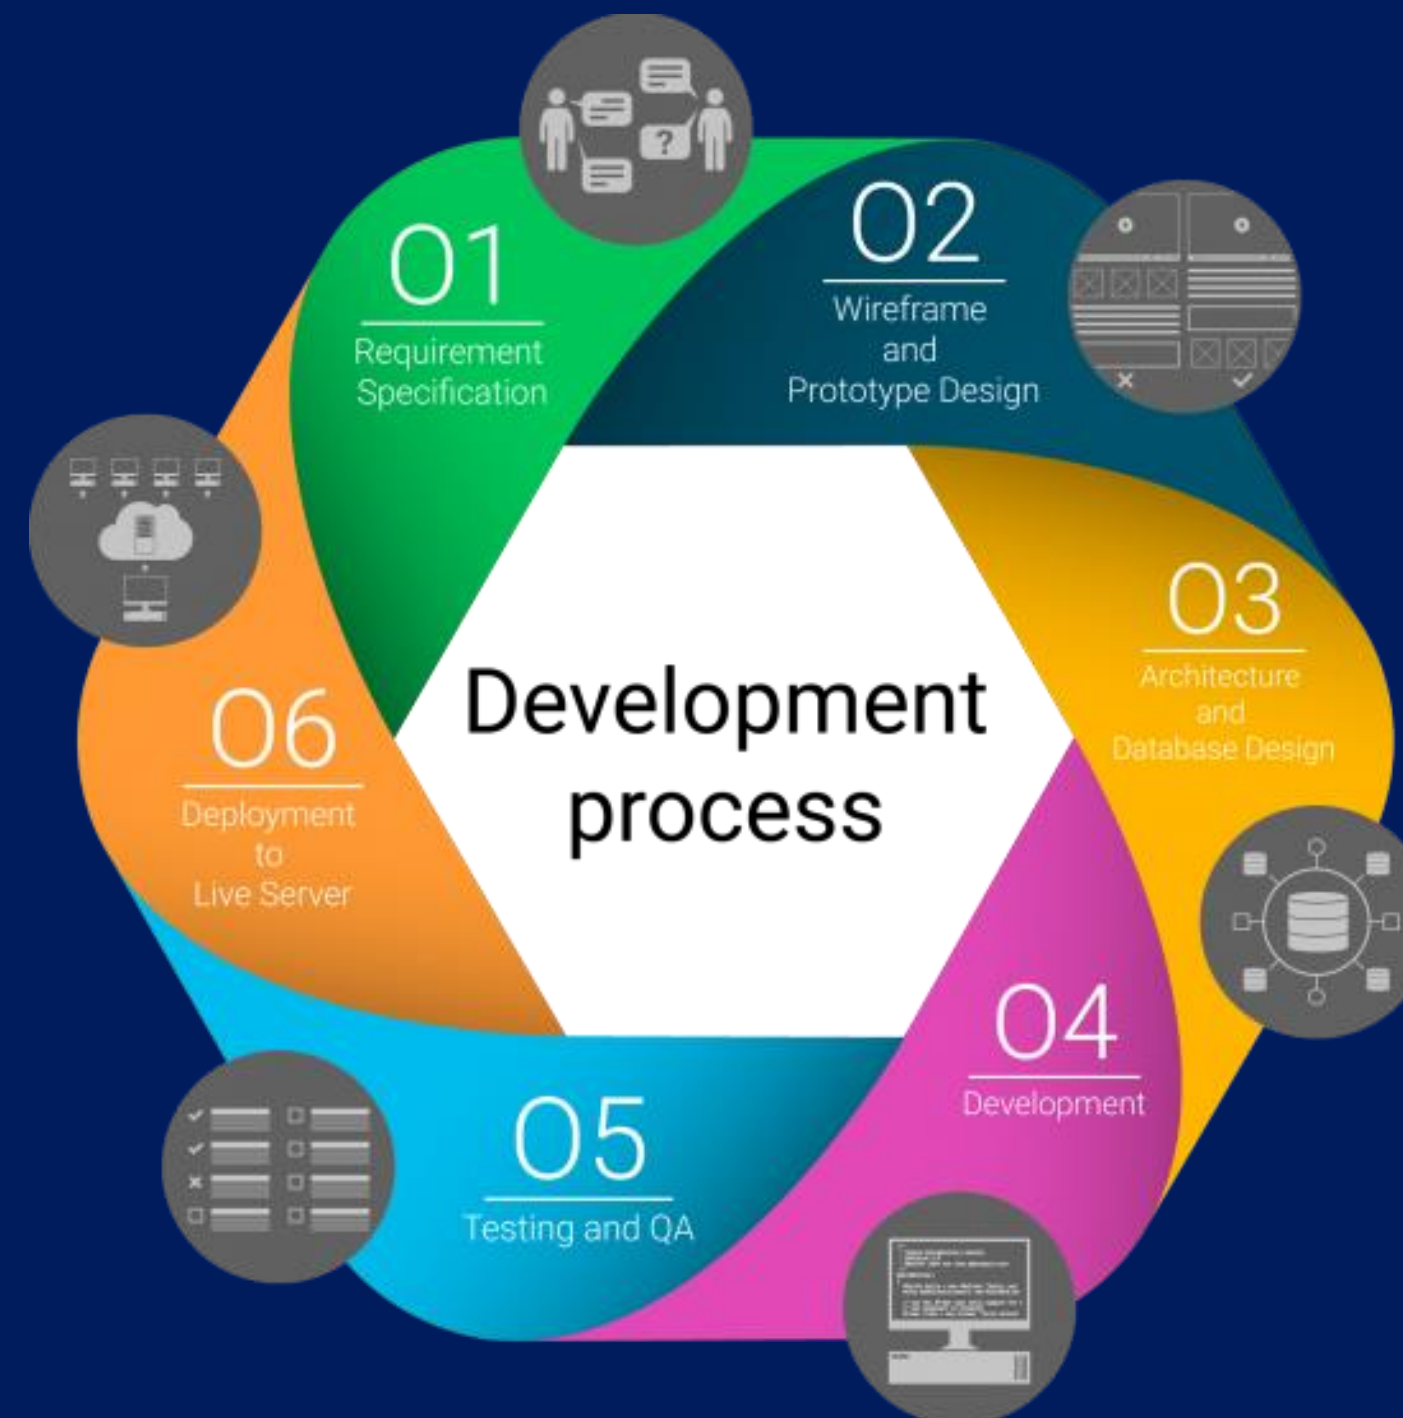 01
Requirement
Specification
02
Wireframe
and
Prototype Design
03
Architecture
and
Database Design
04
Development
05
Testing and QA
06
Deployment
to
Live Server
Development
process
?